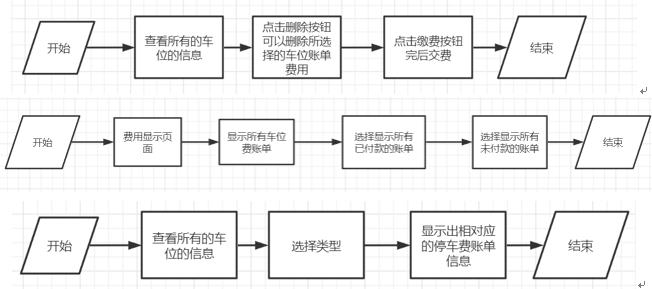 开始
查看所有的车
位的信息
点击删除按钮
可以删除所选
择的车位账单
费用
点击缴费按钮
完后交费
结束
开始
费用显示页
面
显示所有车位
费账单
选择显示所有
已付款的账单
选择显示所有
未付款的账单
结束
开始
查看所有的车
位的信息
选择类型
显示出相对应
的停车费账单
信息
结束